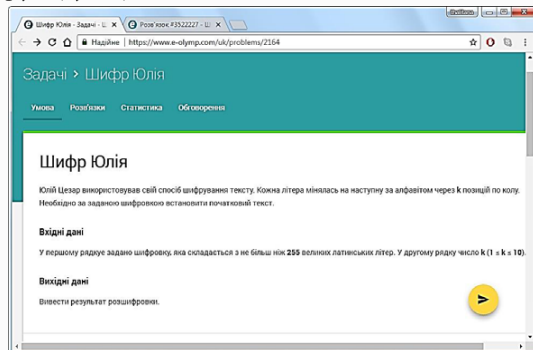 Шифр Юлія - Задачі - Ц
Розв'язок #3522227 - Ц
Надійне | https://www.e-olymp.com/uk/problems/2164
Задачі > Шифр Юлія
Умова Розв'язки Статистика Обговорення
Шифр Юлія
Юлій Цезар використовував свій спосіб шифрування тексту. Кожна літера мінялась на наступну за алфавітом через k позицій по колу.
Необхідно за заданою шифровкою встановити початковий текст.
Вхідні дані
У першому рядкує задано шифровку, яка складається з не більш ніж 255 великих латинських літер. У другому рядку число k (1 ≤ k ≤ 10).
Вихідні дані
Вивести результат розшифровки.